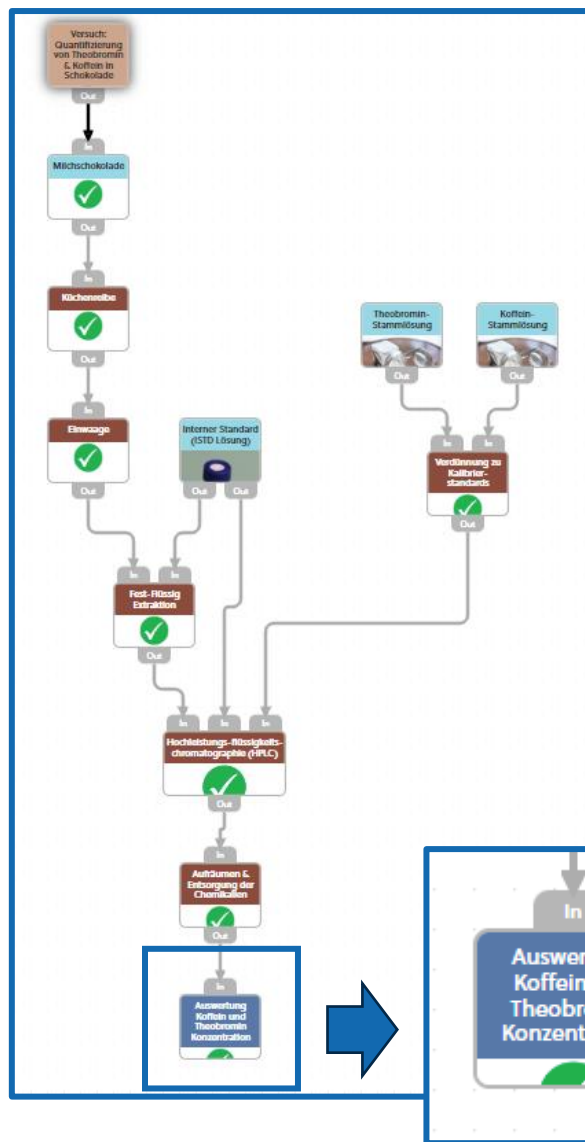 Versuch:
Quantifizierung
von Theobromin
& Koffein in
Schokolade
Out
In
Milchschokolade
Out
In
Küchenreibe
Out
In
Einwaage
Out
Interner Standard
(ISTD Lösung)
Out Out
Theobromin-
Stammlösung
Out
Koffein-
Stammlösung
Out
In In
Verdünnung zu
Kalibrier-
standards
Out
In In
Fest-Flüssig
Extraktion
Out
In In In
Hochleistungs-flüssigkeits-
chromatographie (HPLC)
Out
In
Aufräumen &
Entsorgung der
Chemikalien
Out
In
Auswertung
Koffein und
Theobromin
Konzentration
In
Auswer
Koffein
Theobro
Konzent